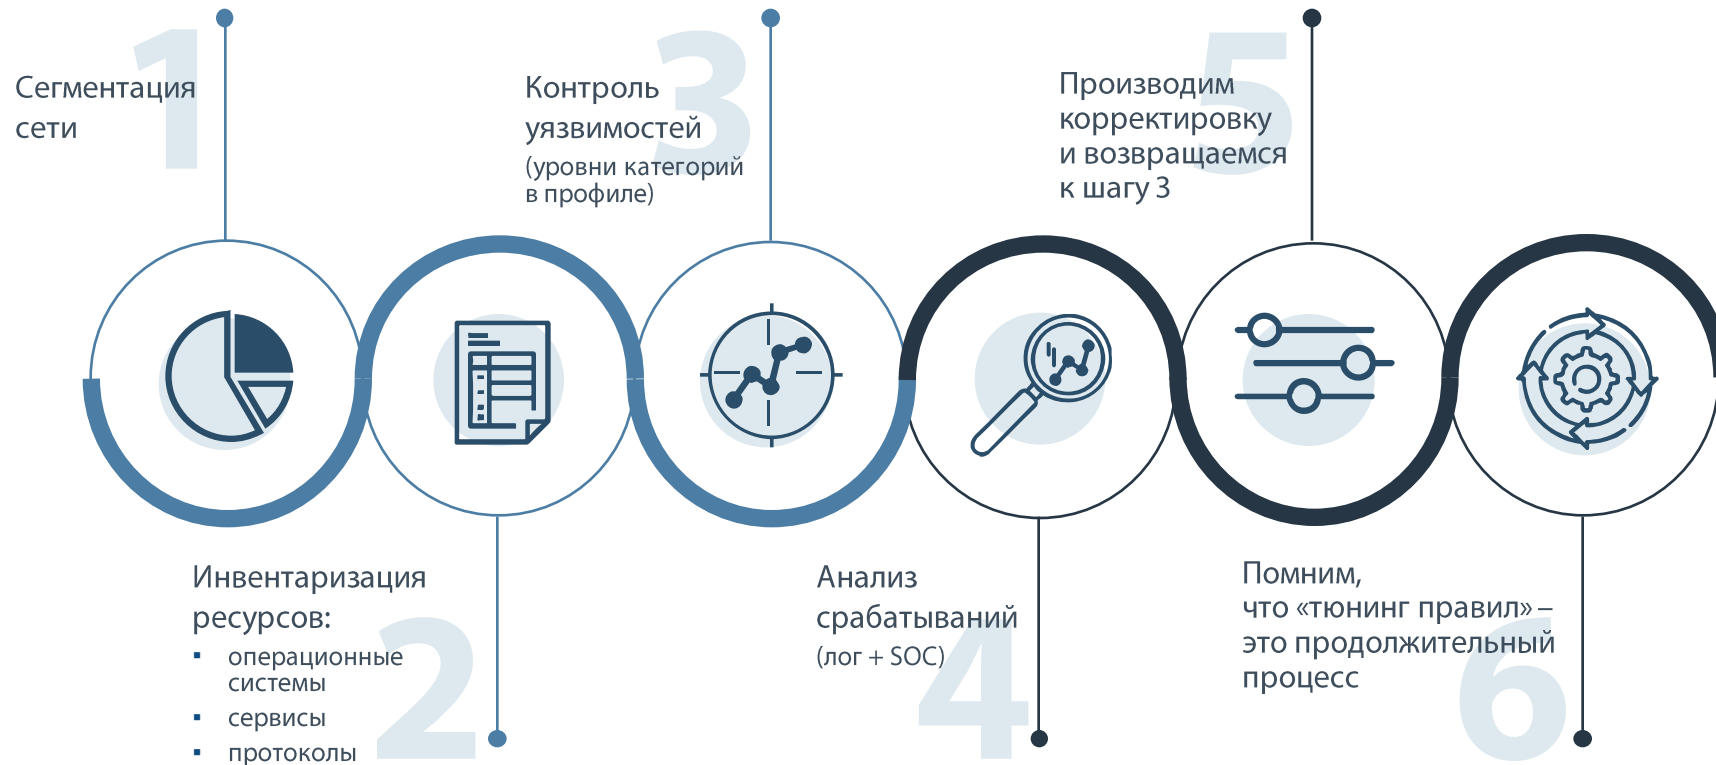 1
Сегментация
сети
2
Инвентаризация
ресурсов:
▪ операционные
системы
▪ сервисы
▪ протоколы
3
Контроль
уязвимостей
(уровни категорий
в профиле)
4
Анализ
срабатываний
(лог + SOC)
5
Производим
корректировку
и возвращаемся
к шагу 3
6
Помним,
что «тюнинг правил» –
это продолжительный
процесс